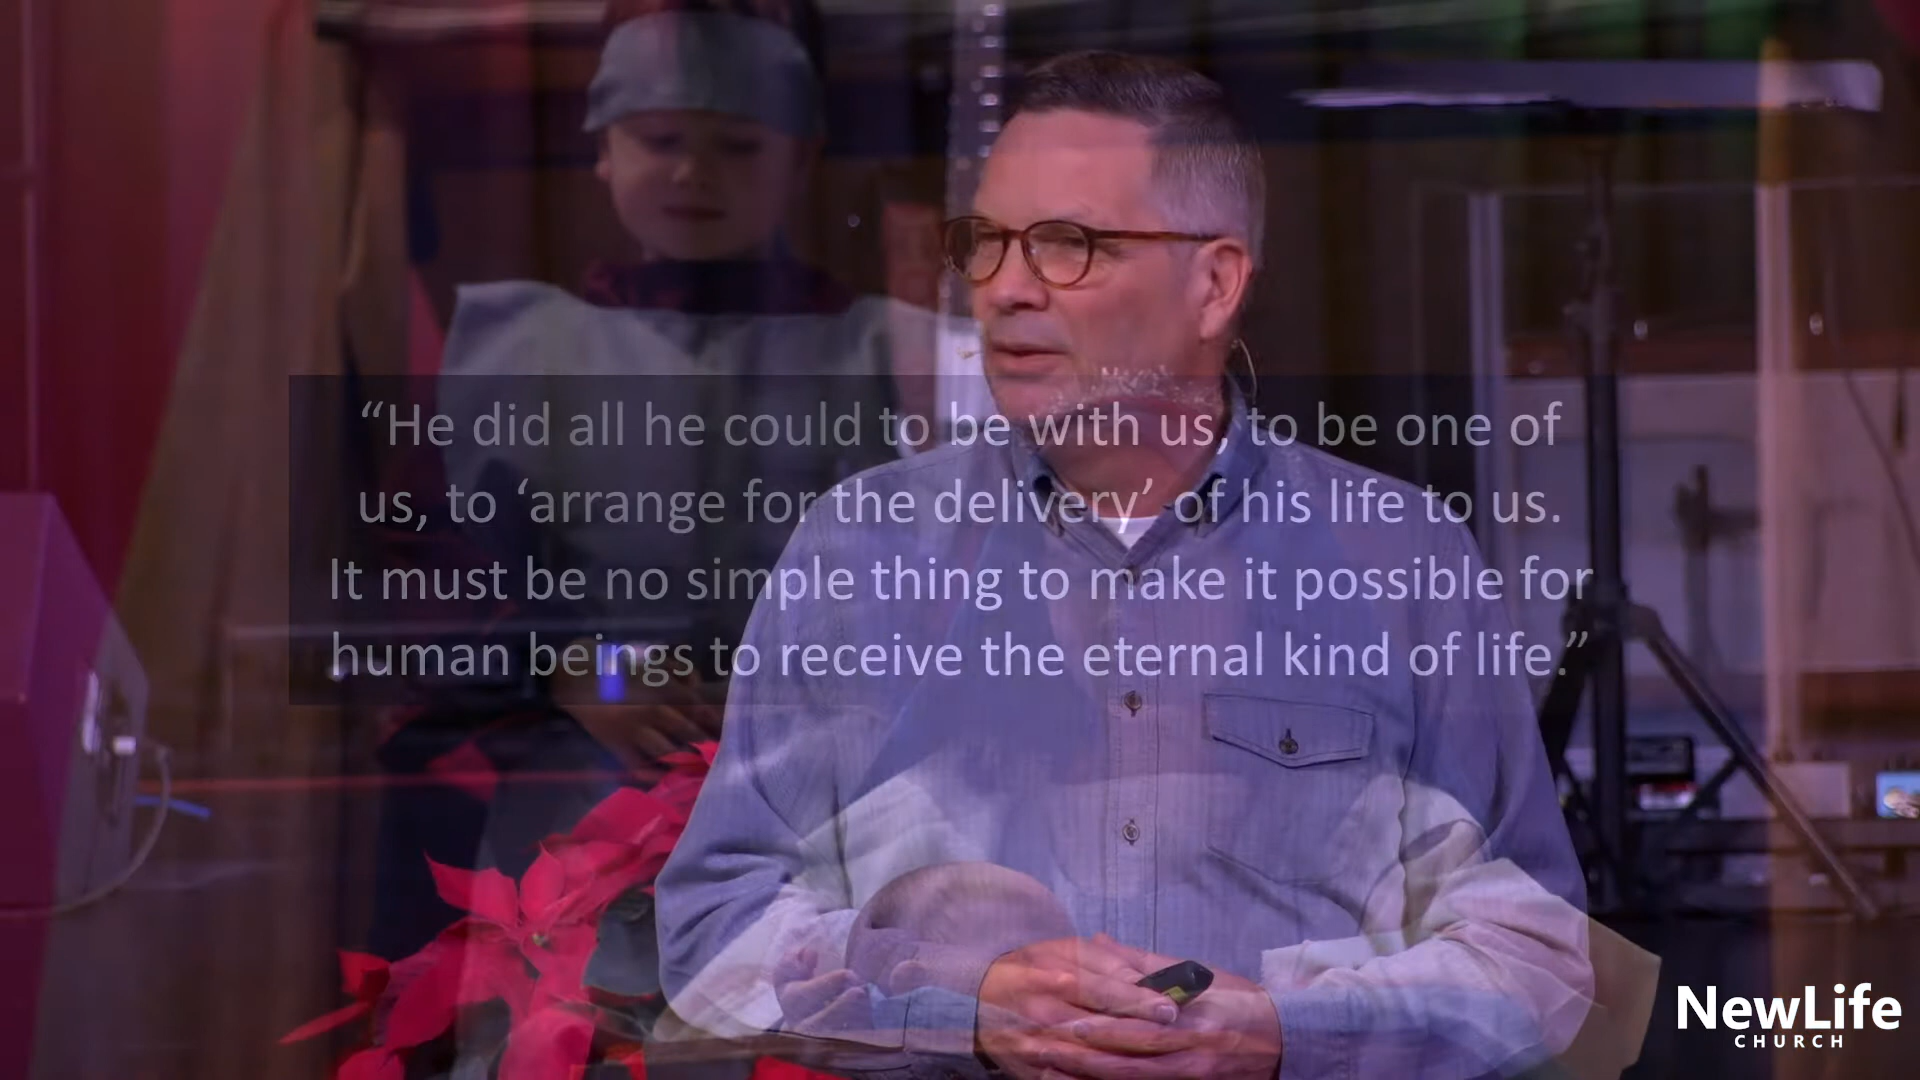 “He did all he could to be with us, to be one of
us, to ‘arrange for the delivery’ of his life to us.
It must be no simple thing to make it possible for
human beings to receive the eternal kind of life.”
NewLife
CHURCH